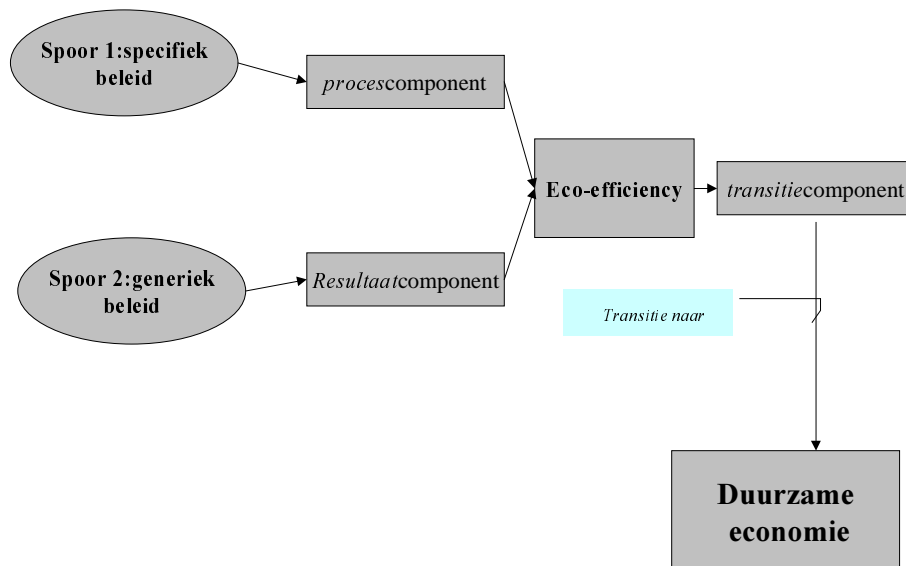 Spoor 1:specifiek
beleid
procescomponent
Eco-efficiency
transitiecomponent
Spoor 2:generiek
beleid
Resultaatcomponent
Transitie naar
Duurzame
economie